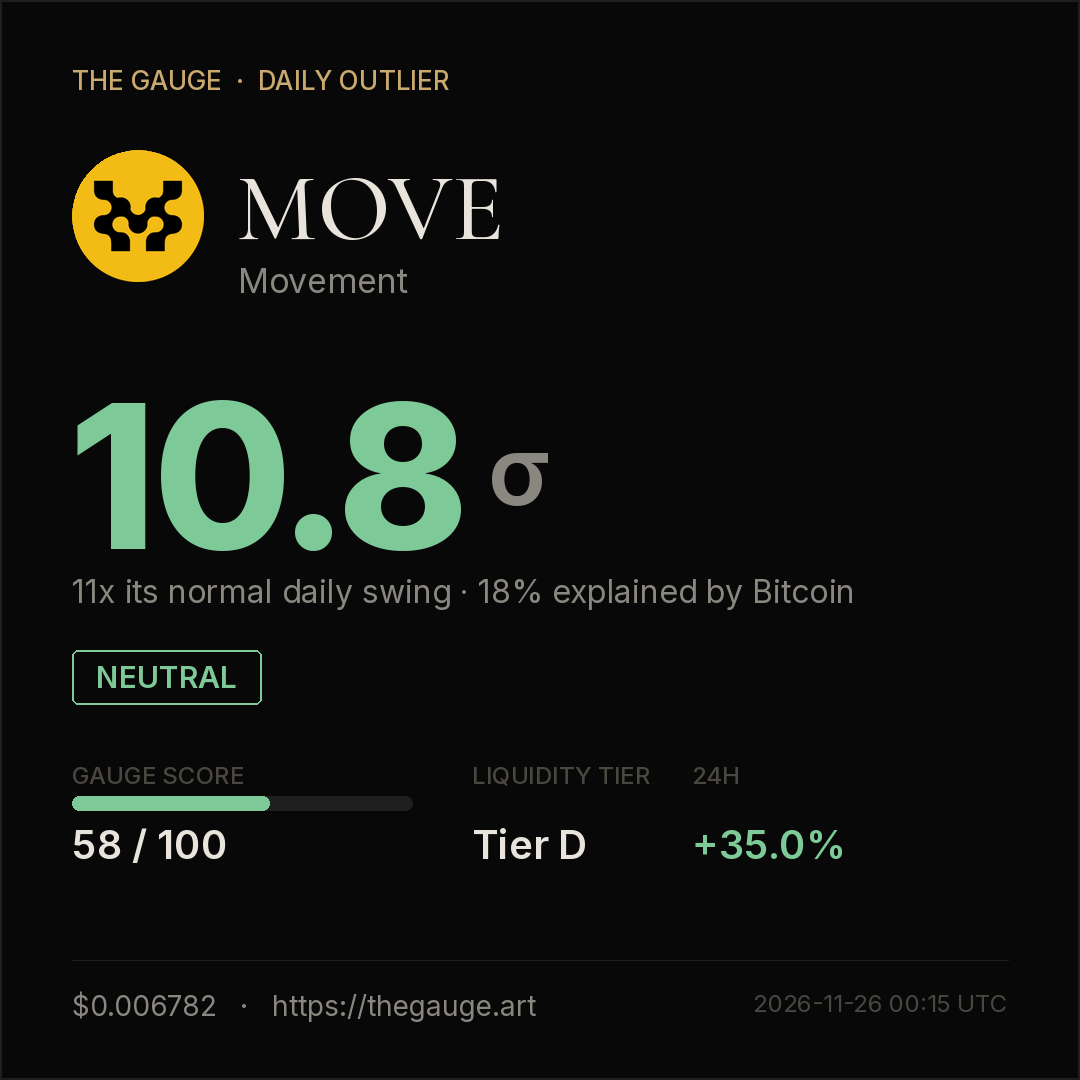 THE GAUGE · DAILY OUTLIER
MOVE
Movement
10.8 σ
11x its normal daily swing · 18% explained by Bitcoin
NEUTRAL
GAUGE SCORE LIQUIDITY TIER 24H
58 / 100 Tier D +35.0%
$0.006782 · https://thegauge.art 2026-11-26 00:15 UTC